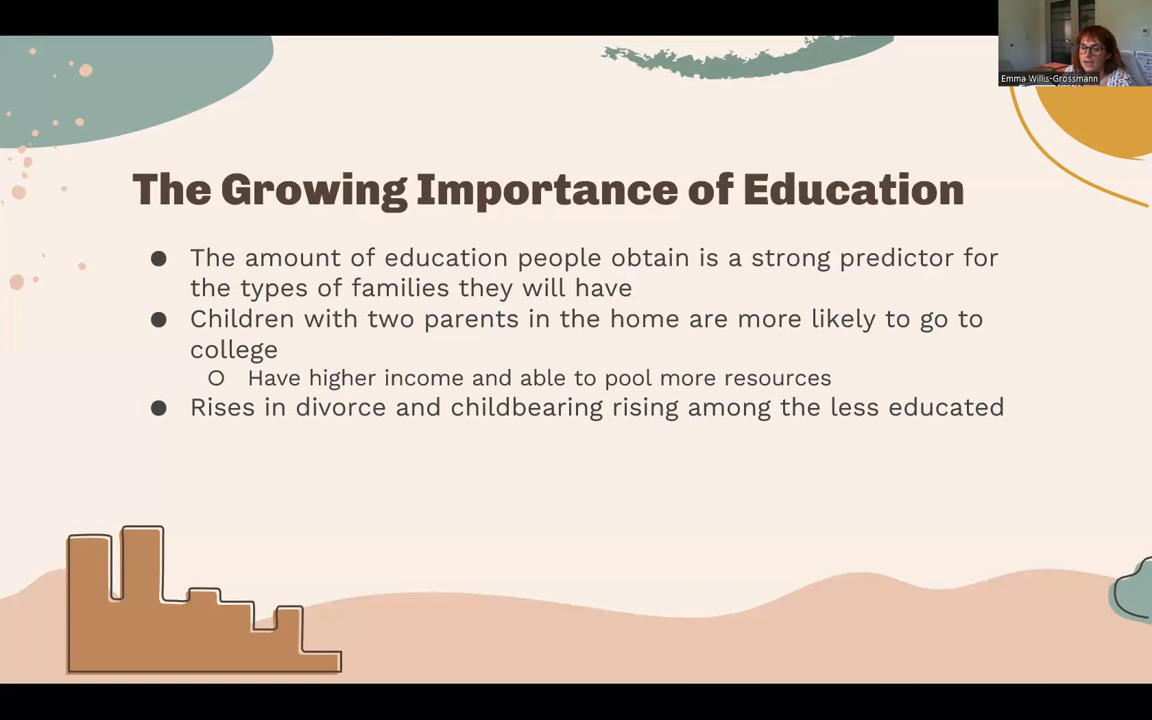 Emma Willis-Grossmann
The Growing Importance of Education
● The amount of education people obtain is a strong predictor for
the types of families they will have
● Children with two parents in the home are more likely to go to
college
○ Have higher income and able to pool more resources
● Rises in divorce and childbearing rising among the less educated